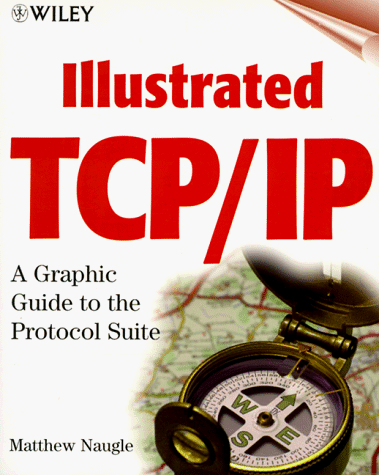 WILEY
Illustrated
TCP/IP
A Graphic
Guide to the
Protocol Suite
W
S
E
Matthew Naugle